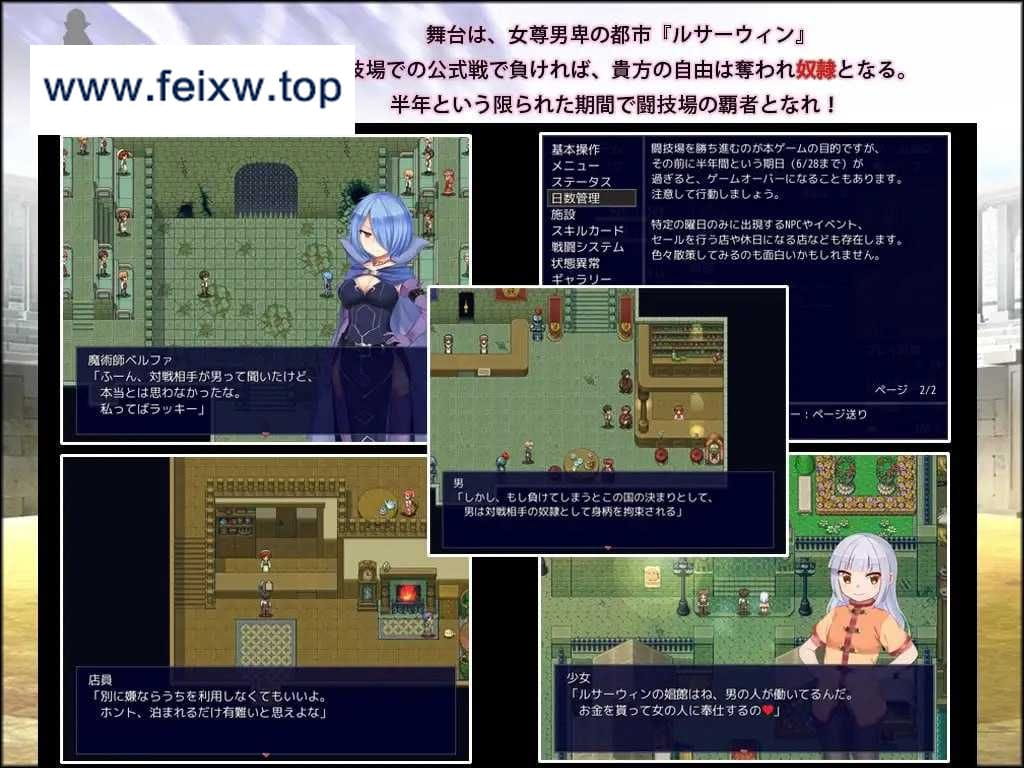 舞台は、女尊男卑の都市『ルサーウィン』
技場での公式戦で負ければ、貴方の自由は奪われ奴隷となる。
半年という限られた期間で闘技場の覇者となれ！
www.feixw.top
魔術師ベルファ
「ふーん、対戦相手が男って聞いたけど、
本当とは思わなかったな。
私ってばラッキー」
基本操作
メニュー
ステータス
日数管理
施設
スキルカード
戦闘システム
状態異常
ギャラリー
闘技場を勝ち進むのが本ゲームの目的ですが、
その前に半年間という期日（6/28まで）が
過ぎると、ゲームオーバーになることもあります。
注意して行動しましょう。
特定の曜日のみに出現するNPCやイベント、
セールを行う店や休日になる店なども存在します。
色々散策してみるのも面白いかもしれません。
ページ 2/2
ー：ページ送り
男
「しかし、もし負けてしまうとこの国の決まりとして、
男は対戦相手の奴隷として身柄を拘束される」
店員
「別に嫌ならうちを利用しなくてもいいよ。
ホント、泊まれるだけ有難いと思えよな」
少女
「ルサーウィンの娼館はね、男の人が働いてるんだ。
お金を貰って女の人に奉仕するの♥」